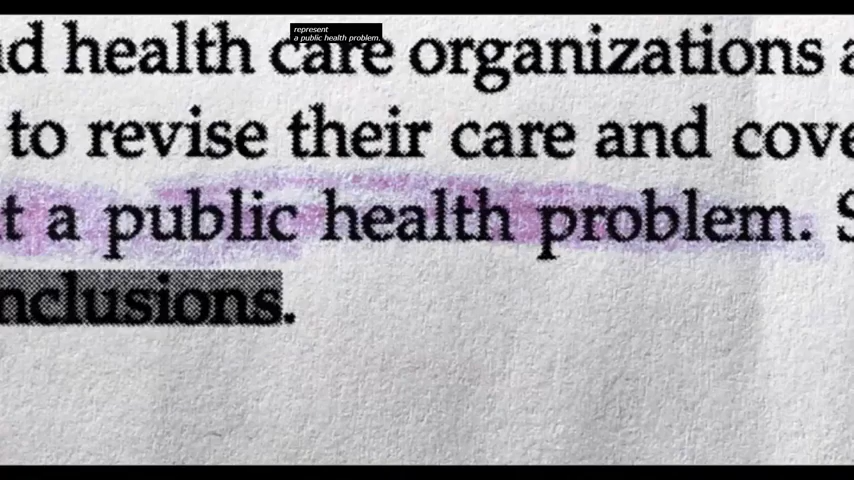 represent
a public health problem.
d health care organizations a
to revise their care and cove
t a public health problem. S
nclusions.